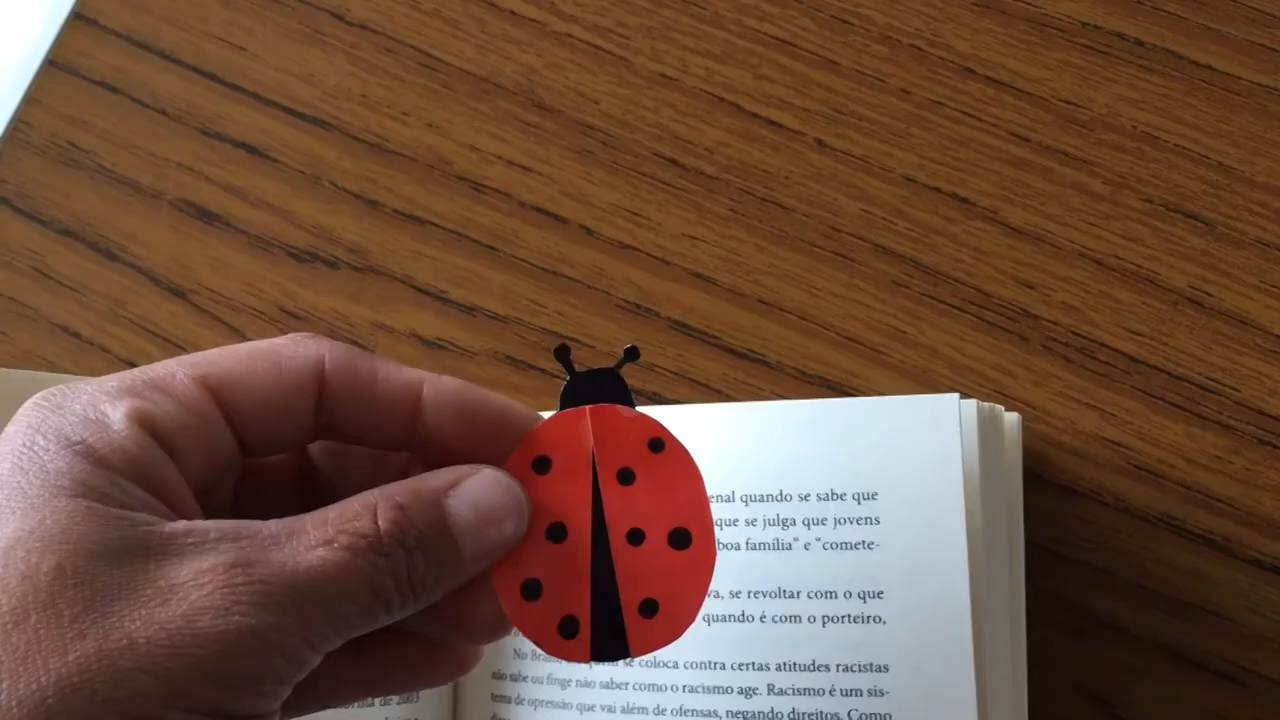 enal quando se sabe que
que se julga que jovens
boa família" e "comete-
va, se revoltar com o que
quando é com o porteiro,
No se coloca contra certas atitudes racistas
não sabe ou finge não saber como o racismo age. Racismo é um sis-
tema de opressão que vai além de ofensas, negando direitos. Como
de 2003